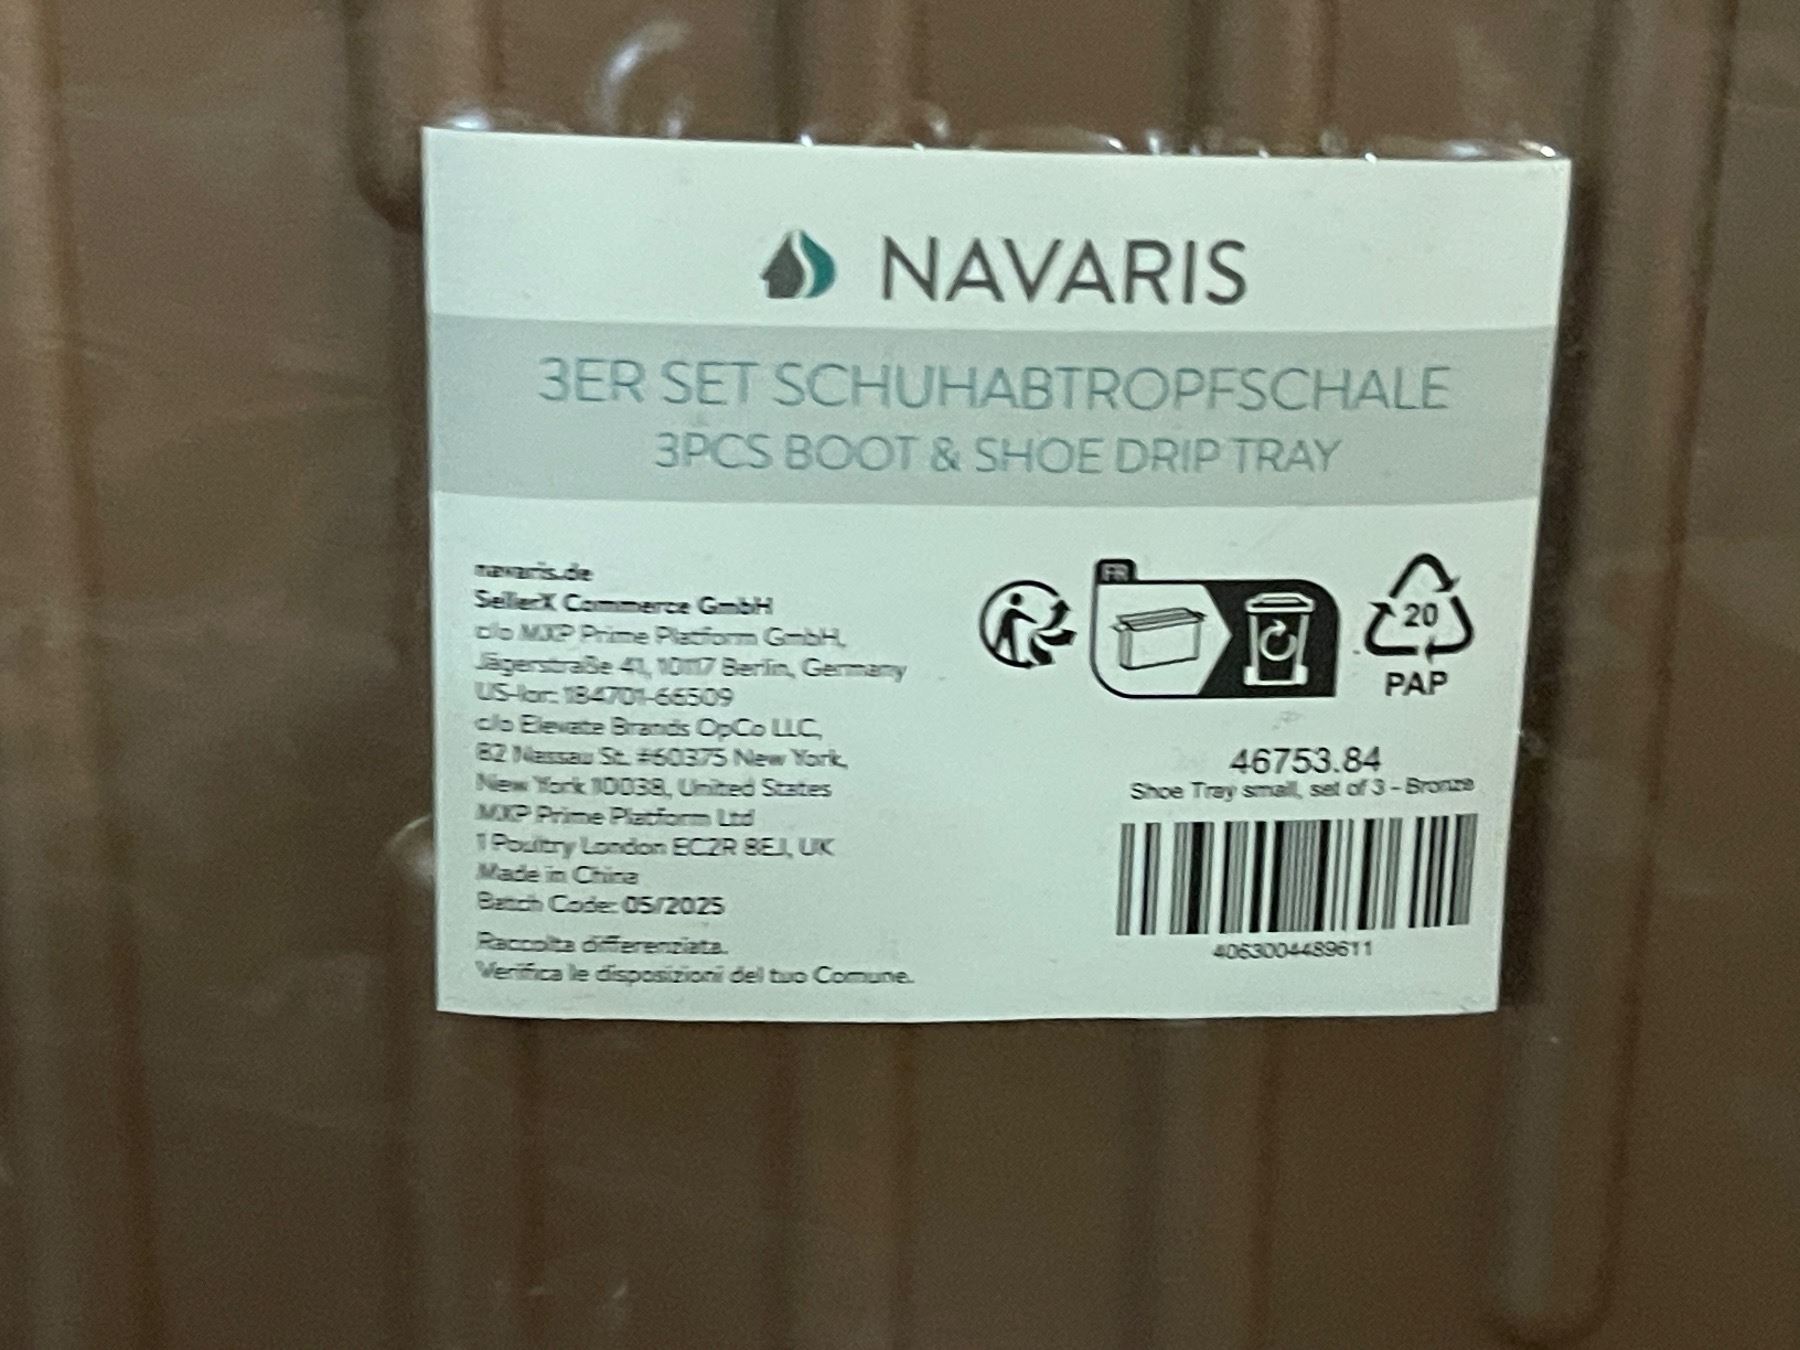 NAVARIS
3ER SET SCHUHABTROPFSCHALE
3PCS BOOT & SHOE DRIP TRAY
navaris.de
SellerX Commerce GmbH
c/o MXP Prime Platform GmbH,
Jägerstraße 41, 10117 Berlin, Germany
184701-66509
c/o Elevate Brands OpCo LLC,
82 Nassau St. #60375 New York,
New York 10038, United States
MXP Prime Platform Ltd
1 Poultry London EC2R 8EJ, UK
Made in China
Batch Code: 05/2025
Raccolta differenziata.
Verifica le disposizioni del tuo Comune.
FR
20
PAP
46753.84
Shoe Tray small, set of 3 - Bronze
4063004489611